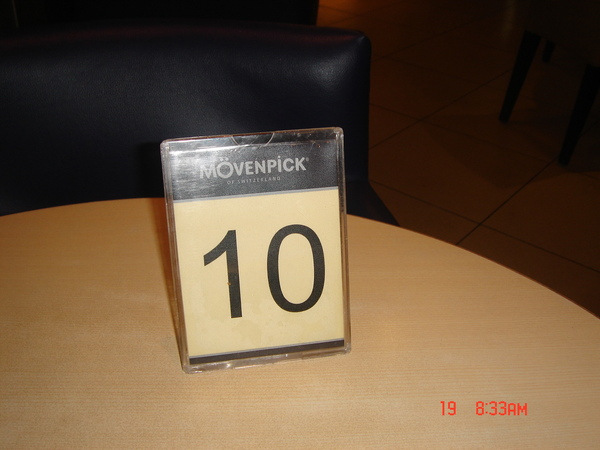 MÖVENPICK®
OF SWITZERLAND
10
19 8:33AM